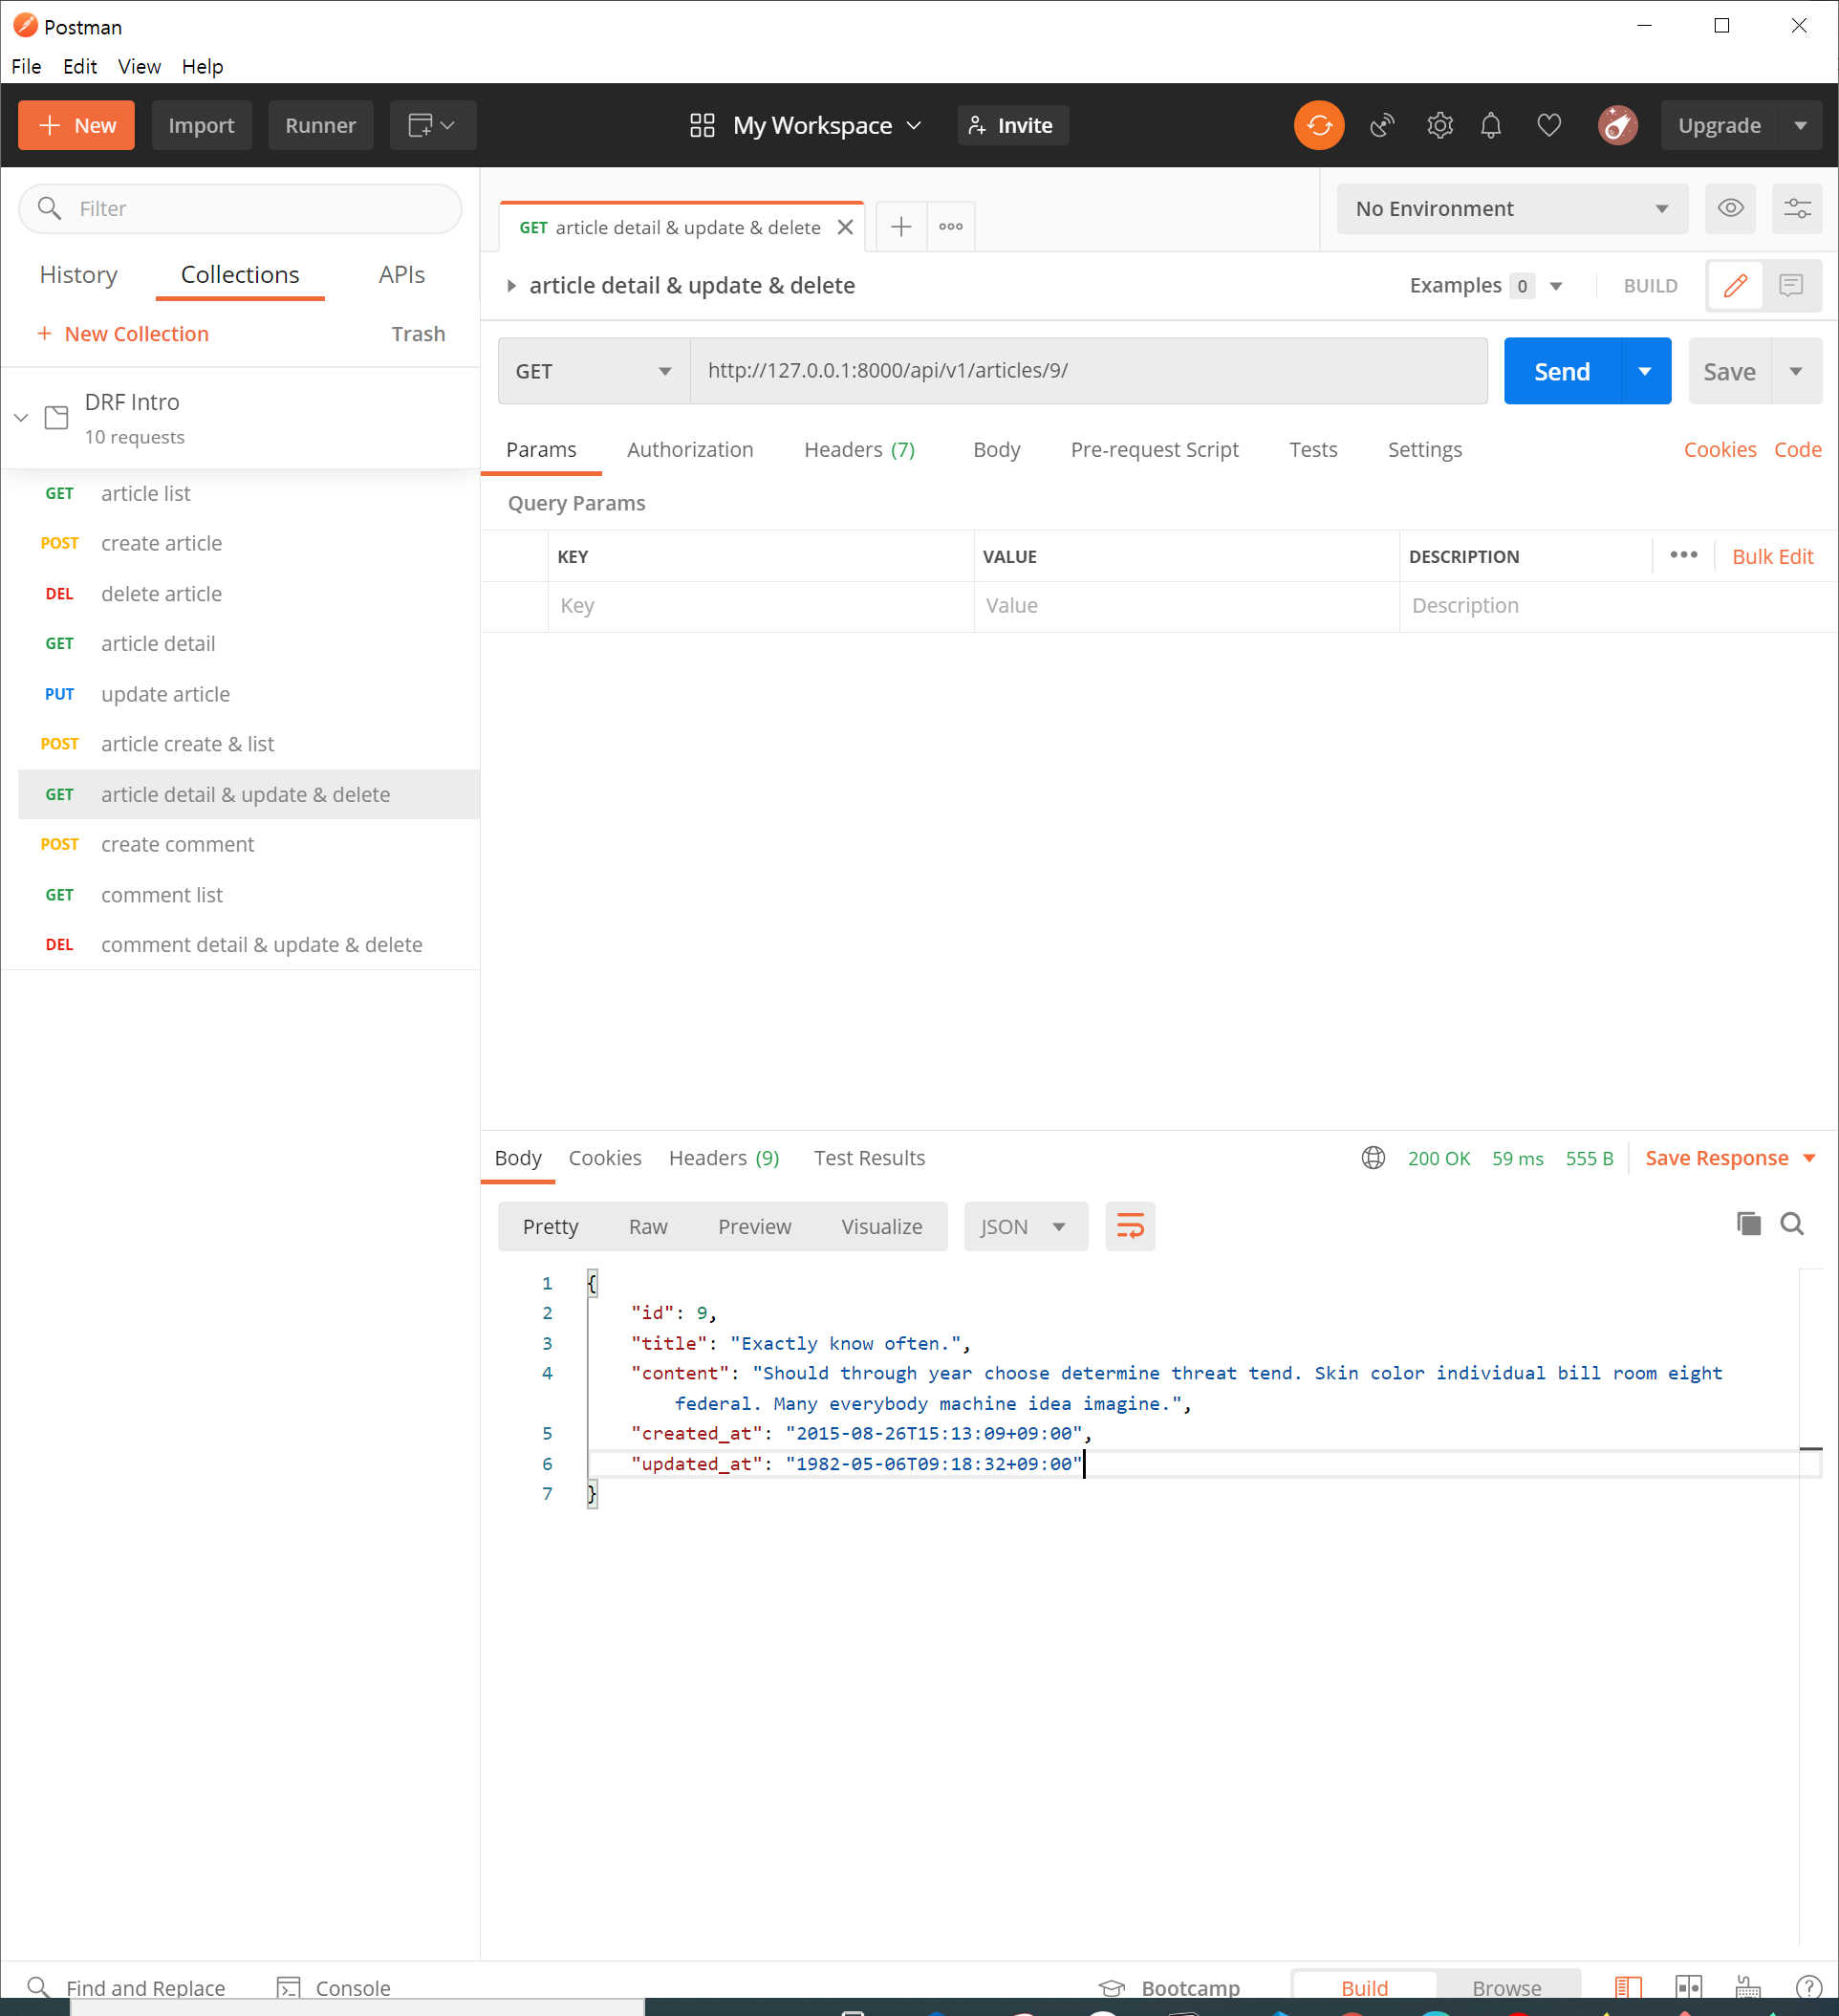 Postman
File Edit View Help
New Import Runner My Workspace Invite Upgrade
Filter
History Collections APIs
New Collection Trash
DRF Intro
10 requests
GET article list
POST create article
DEL delete article
GET article detail
PUT update article
POST article create & list
GET article detail & update & delete
POST create comment
GET comment list
DEL comment detail & update & delete
GET article detail & update & delete
No Environment
article detail & update & delete Examples 0 BUILD
GET http://127.0.0.1:8000/api/v1/articles/9/ Send Save
Params Authorization Headers (7) Body Pre-request Script Tests Settings Cookies Code
Query Params
KEY VALUE DESCRIPTION Bulk Edit
Key Value Description
Body Cookies Headers (9) Test Results 200 OK 59 ms 555 B Save Response
Pretty Raw Preview Visualize JSON
1 {
2 "id": 9,
3 "title": "Exactly know often.",
4 "content": "Should through year choose determine threat tend. Skin color individual bill room eight
federal. Many everybody machine idea imagine.",
5 "created_at": "2015-08-26T15:13:09+09:00",
6 "updated_at": "1982-05-06T09:18:32+09:00"
7 }
Find and Replace Console Bootcamp Build Browse